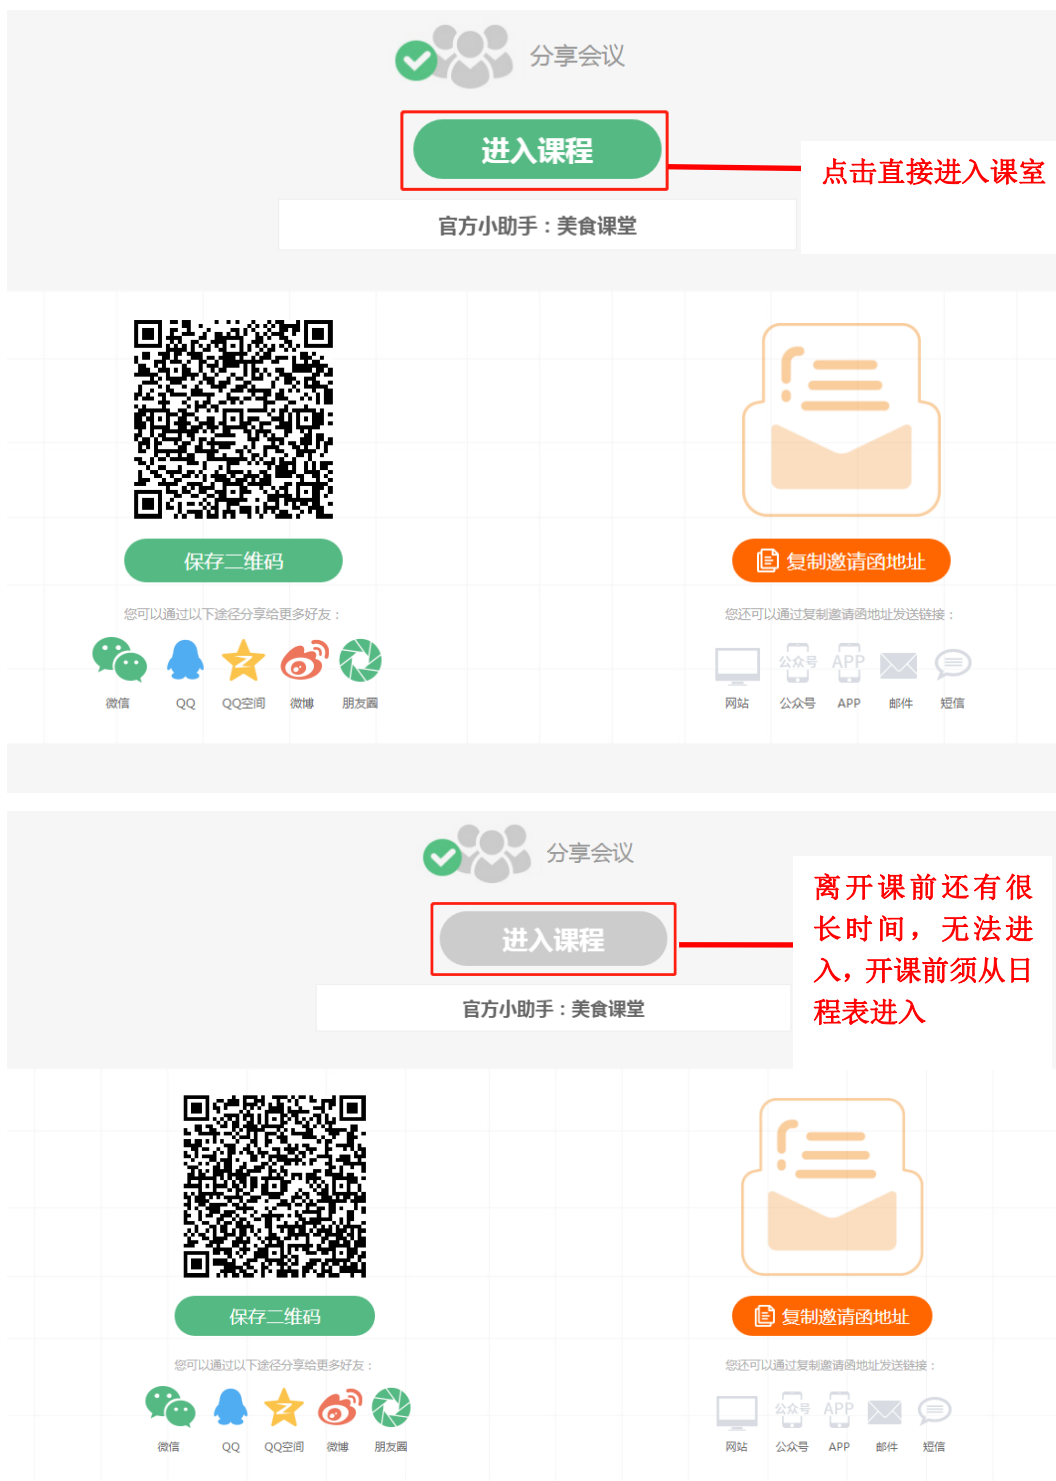 分享会议
进入课程
点击直接进入课室
官方小助手：美食课堂
保存二维码
复制邀请函地址
您可以通过以下途径分享给更多好友：
您还可以通过复制邀请函地址发送链接：
公众号 APP
微信 QQ QQ空间 微博 朋友圈
网站 公众号 APP 邮件 短信
分享会议
离开课前还有很
长时间，无法进
入，开课前须从日
程表进入
进入课程
官方小助手：美食课堂
保存二维码
复制邀请函地址
您可以通过以下途径分享给更多好友：
您还可以通过复制邀请函地址发送链接：
公众号 APP
微信 QQ QQ空间 微博 朋友圈
网站 公众号 APP 邮件 短信